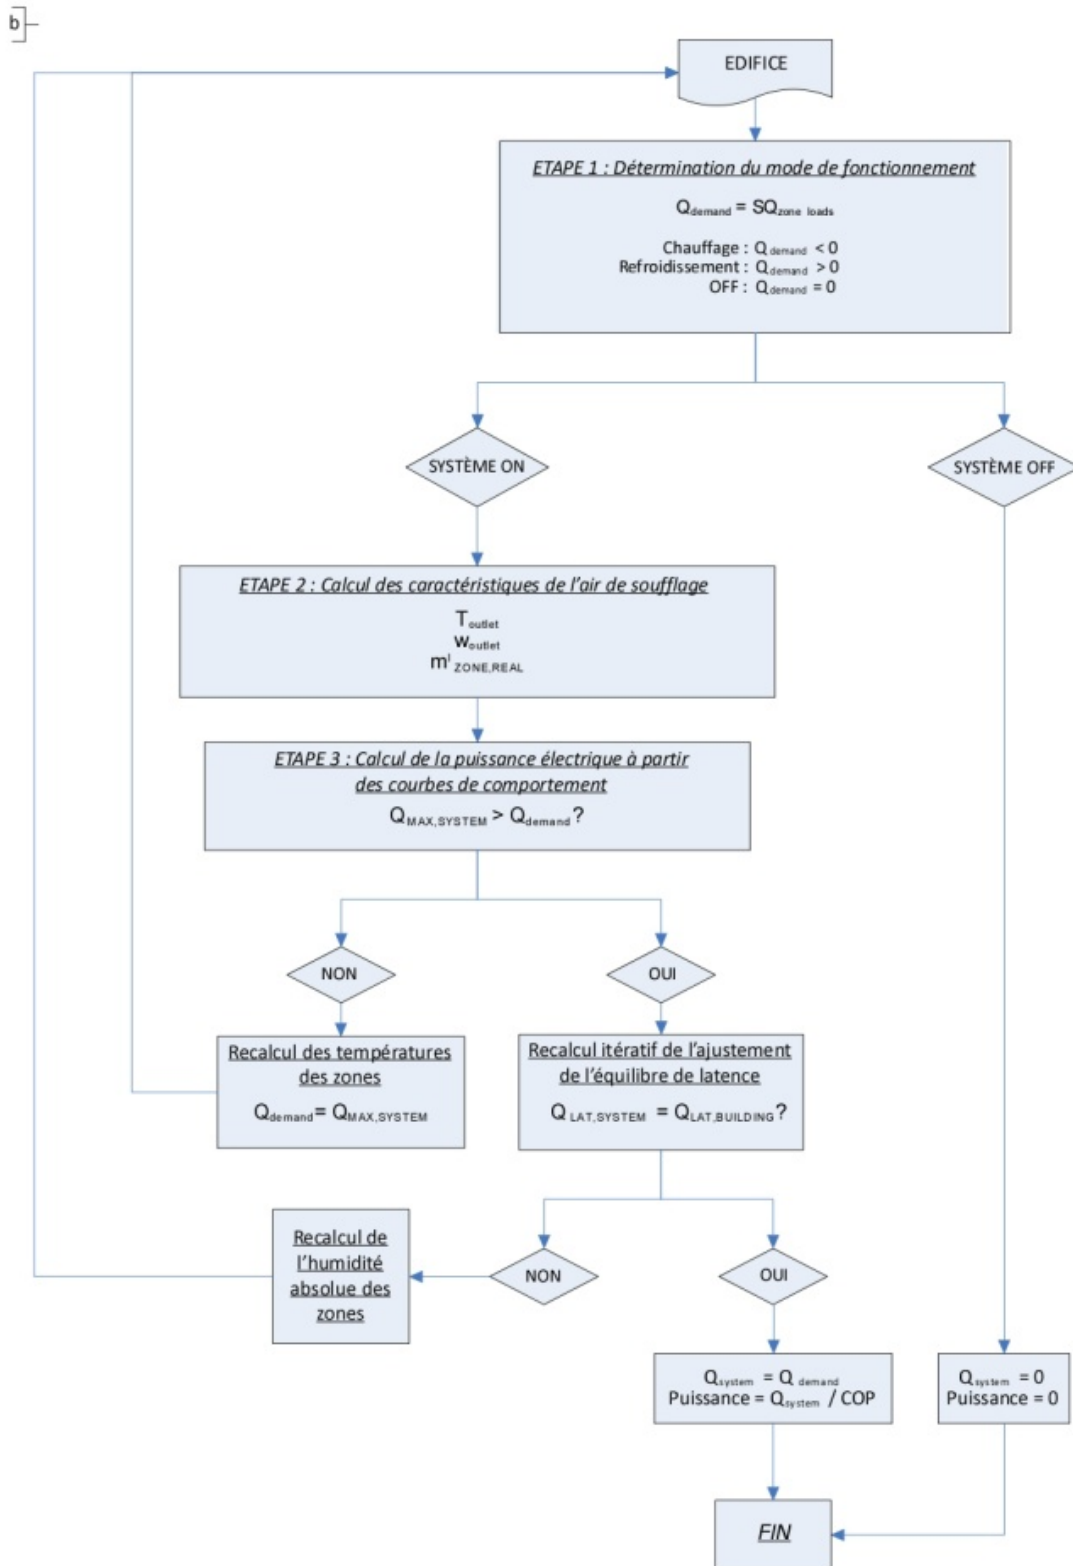 b
EDIFICE
ETAPE 1 : Détermination du mode de fonctionnement
Qdemand = SQzone loads
Chauffage : Q demand < 0
Refroidissement : Q demand > 0
OFF : Qdemand = 0
SYSTÈME ON
SYSTÈME OFF
ETAPE 2 : Calcul des caractéristiques de l'air de soufflage
Toutlet
woutlet
m' ZONE,REAL
ETAPE 3 : Calcul de la puissance électrique à partir
des courbes de comportement
QMAX,SYSTEM > Qdemand?
NON
OUI
Recalcul des températures
des zones
Qdemand = QMAX,SYSTEM
Recalcul itératif de l'ajustement
de l'équilibre de latence
Q LAT,SYSTEM = QLAT,BUILDING?
Recalcul de
l'humidité
absolue des
zones
NON
OUI
Qsystem = Q demand
Puissance = Qsystem / COP
Qsystem = 0
Puissance = 0
FIN